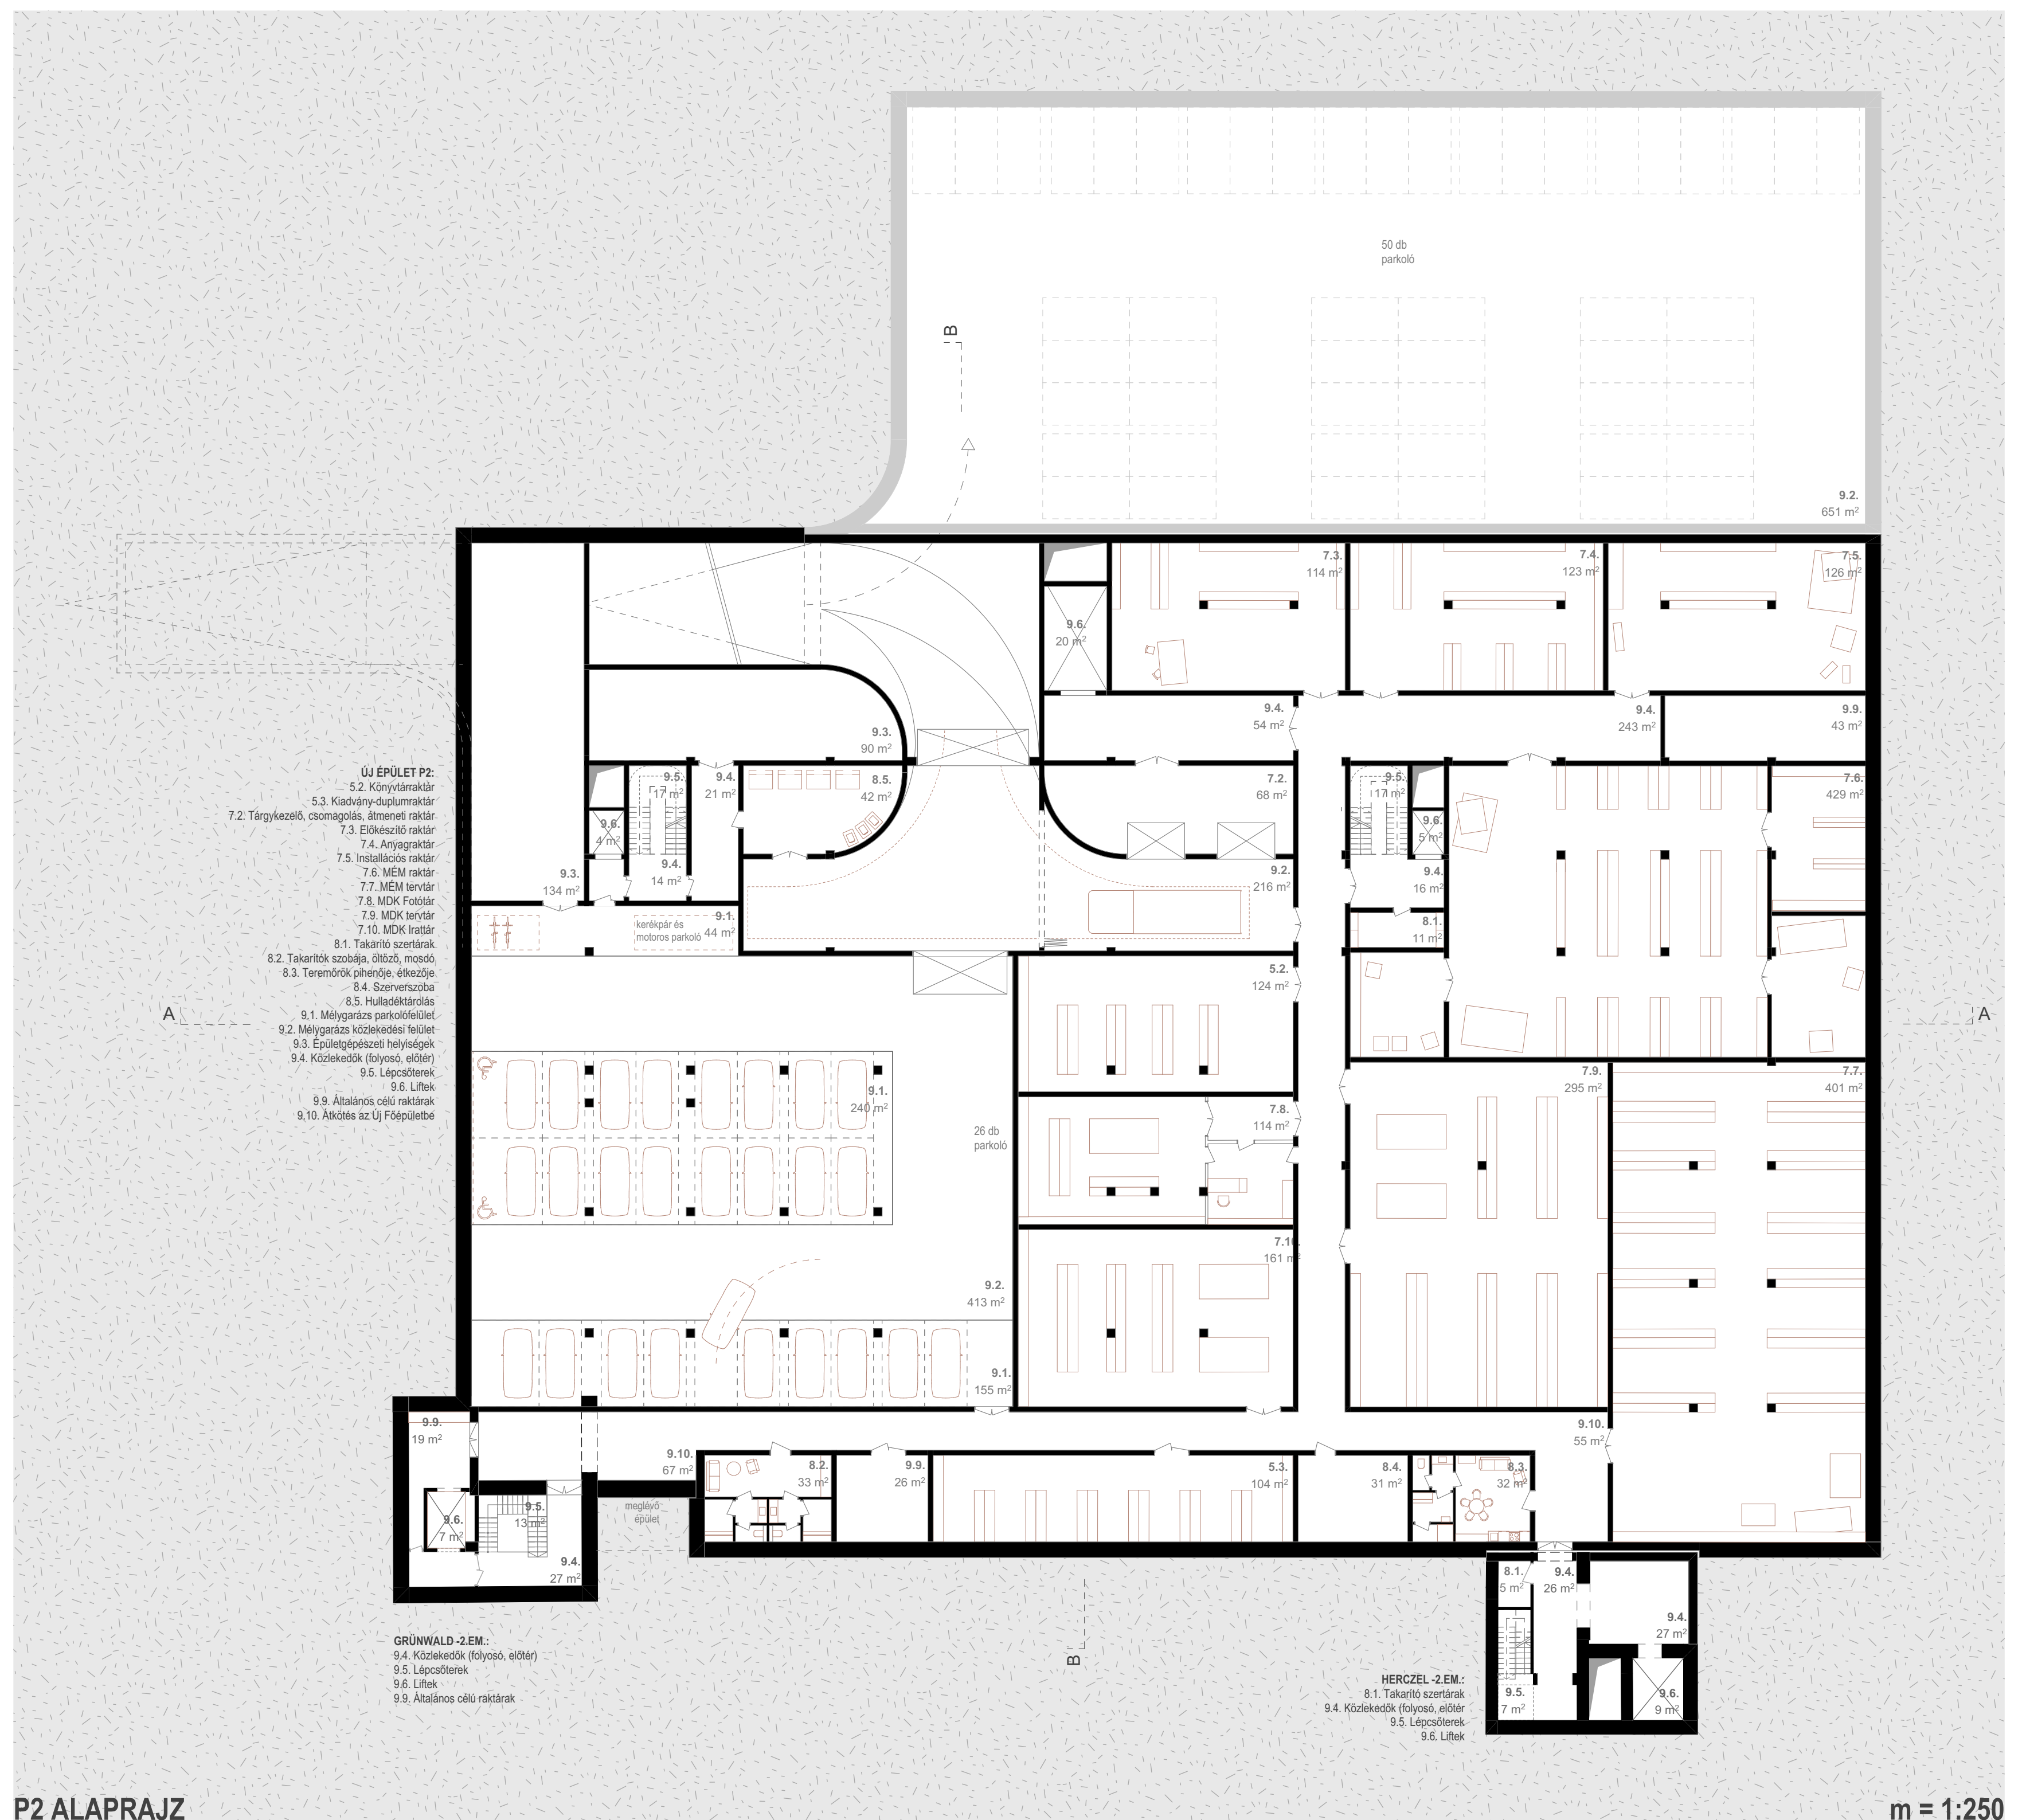 50 db
parkoló
B
9.2.
651 m²
7.3.
114 m²
7.4.
123 m²
7.5.
126 m²
9.6.
20 m²
9.3.
90 m²
9.4.
54 m²
9.4.
243 m²
9.9.
43 m²
ÚJ ÉPÜLET P2:
5.2. Könyvtárraktár
5.3. Kiadvány-duplumraktár
7.2. Tárgykezelő, csomagolás, átmeneti raktár
7.3. Előkészítő raktár
7.4. Anyagraktár
7.5. Installációs raktár
7.6. MÉM raktár
7.7. MÉM tervtár
7.8. MDK Fotótár
7.9. MDK tervtár
7.10. MDK Irattár
8.1. Takarító szertárak
8.2. Takarítók szobája, öltöző, mosdó
8.3. Teremőrök pihenője, étkezője
8.4. Szerverszoba
8.5. Hulladéktárolás
9.1. Mélygarázs parkolófelület
9.2. Mélygarázs közlekedési felület
9.3. Épületgépészeti helyiségek
9.4. Közlekedők (folyosó, előtér)
9.5. Lépcsőterek
9.6. Liftek
9.9. Általános célú raktárak
9.10. Átkötés az Új Főépületbe
9.5.
17 m²
9.4.
21 m²
8.5.
42 m²
7.2.
68 m²
9.5.
17 m²
7.6.
429 m²
9.6.
4 m²
9.6.
5 m²
9.3.
134 m²
9.4.
14 m²
9.2.
216 m²
9.4.
16 m²
kerékpár és
motoros parkoló
9.1.
44 m²
8.1.
11 m²
5.2.
124 m²
A
A
9.1.
240 m²
26 db
parkoló
7.8.
114 m²
7.9.
295 m²
7.7.
401 m²
7.10.
161 m²
9.2.
413 m²
9.1.
155 m²
9.9.
19 m²
9.10.
67 m²
9.10.
55 m²
8.2.
33 m²
9.9.
26 m²
5.3.
104 m²
8.4.
31 m²
8.3.
32 m²
9.6.
7 m²
9.5.
13 m²
meglévő
épület
9.4.
27 m²
8.1.
5 m²
9.4.
26 m²
9.4.
27 m²
9.5.
7 m²
9.6.
9 m²
B
GRÜNWALD -2.EM.:
9.4. Közlekedők (folyosó, előtér)
9.5. Lépcsőterek
9.6. Liftek
9.9. Általános célú raktárak
HERCZEL -2.EM.:
8.1. Takarító szertárak
9.4. Közlekedők (folyosó, előtér
9.5. Lépcsőterek
9.6. Liftek
P2 ALAPRAJZ
m = 1:250